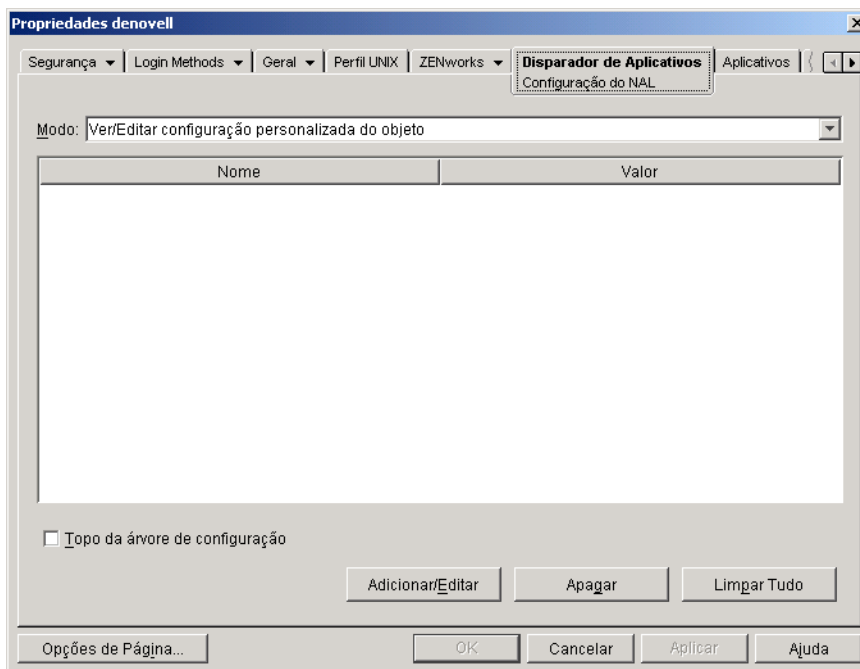 Propriedades denovell
Segurança Login Methods Geral Perfil UNIX ZENworks Disparador de Aplicativos Aplicativos
Configuração do NAL
Modo: Ver/Editar configuração personalizada do objeto
Nome Valor
Topo da árvore de configuração
Adicionar/Editar Apagar Limpar Tudo
Opções de Página... OK Cancelar Aplicar Ajuda